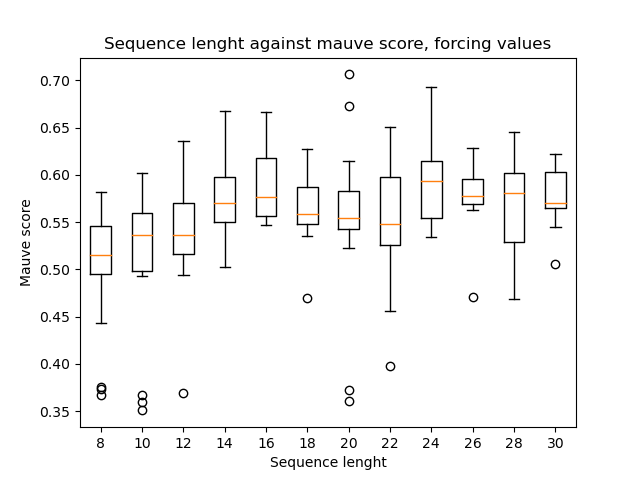 Sequence lenght against mauve score, forcing values
0.70
0.65
0.60
0.55
0.50
0.45
0.40
0.35
Mauve score
8 10 12 14 16 18 20 22 24 26 28 30
Sequence lenght